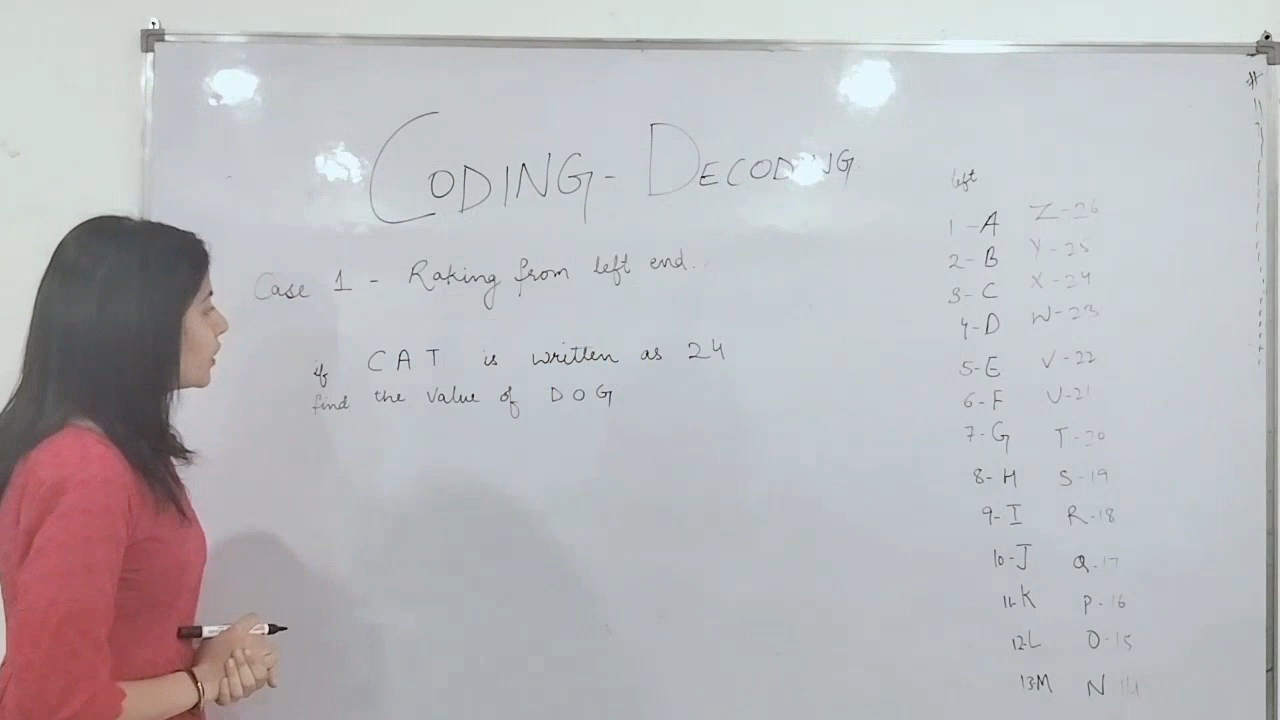 CODING - DECODING
Case 1 - Raking from left end.
if CAT is written as 24
find the value of DOG
left
1-A Z-26
2-B Y-25
3-C X-24
4-D W-23
5-E V-22
6-F U-21
7-G T-20
8-H S-19
9-I R-18
10-J Q-17
11-K P-16
12-L O-15
13-M N-14
#